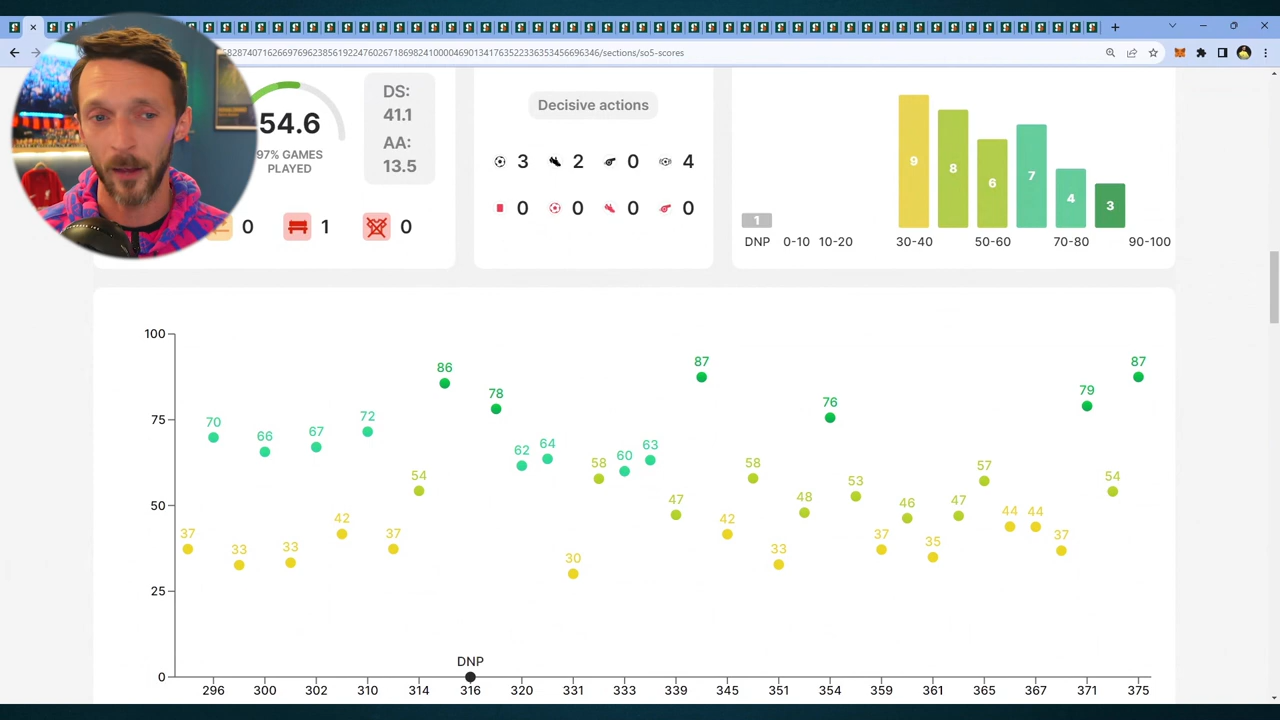 68287407162669769623856192247602671869824100004690134176352233635345669 6346/sections/so5-scores
54.6
97% GAMES
PLAYED
DS:
41.1
AA:
13.5
0
1
0
Decisive actions
3 2 0 4
0 0 0 0
1 9 8 6 7 4 3
DNP 0-10 10-20 30-40 50-60 70-80 90-100
100
75
50
25
0
37 70 33 66 33 67 42 72 37 54 86 DNP 78 62 64 30 58 60 63 47 87 42 58 33 48 76 53 37 46 35 47 57 44 44 37 79 54 87
296 300 302 310 314 316 320 331 333 339 345 351 354 359 361 365 367 371 375